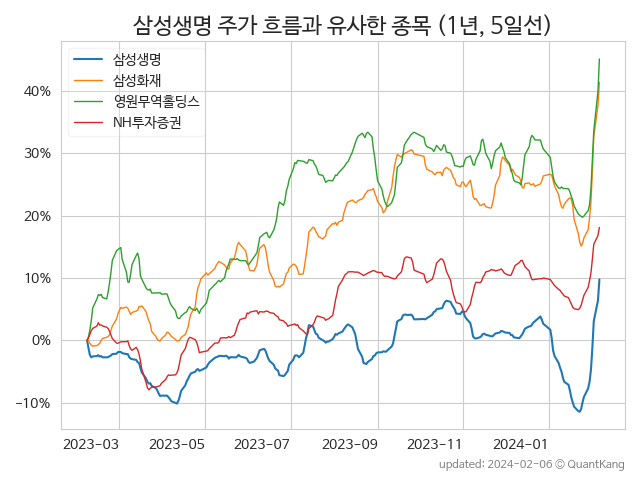 삼성생명 주가 흐름과 유사한 종목 (1년, 5일선)
삼성생명
삼성화재
영원무역홀딩스
NH투자증권
40%
30%
20%
10%
0%
−10%
2023-03 2023-05 2023-07 2023-09 2023-11 2024-01
updated: 2024-02-06 © QuantKang